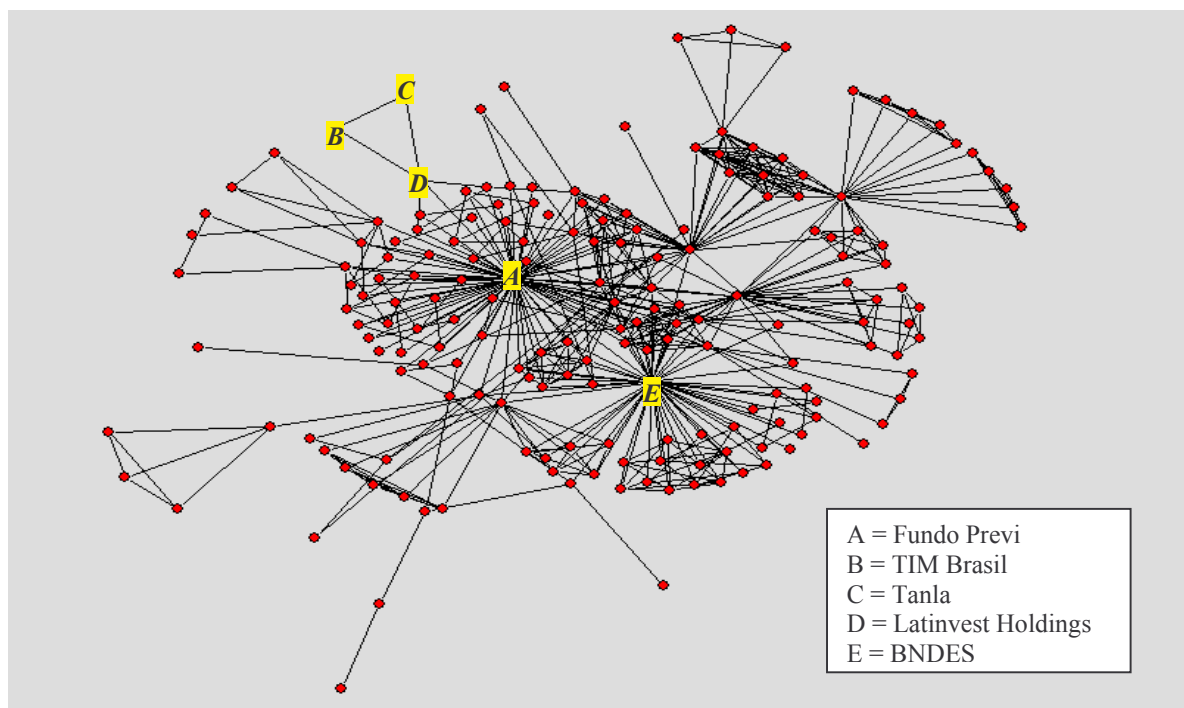 C
B
D
A
E
A = Fundo Previ
B = TIM Brasil
C = Tanla
D = Latinvest Holdings
E = BNDES